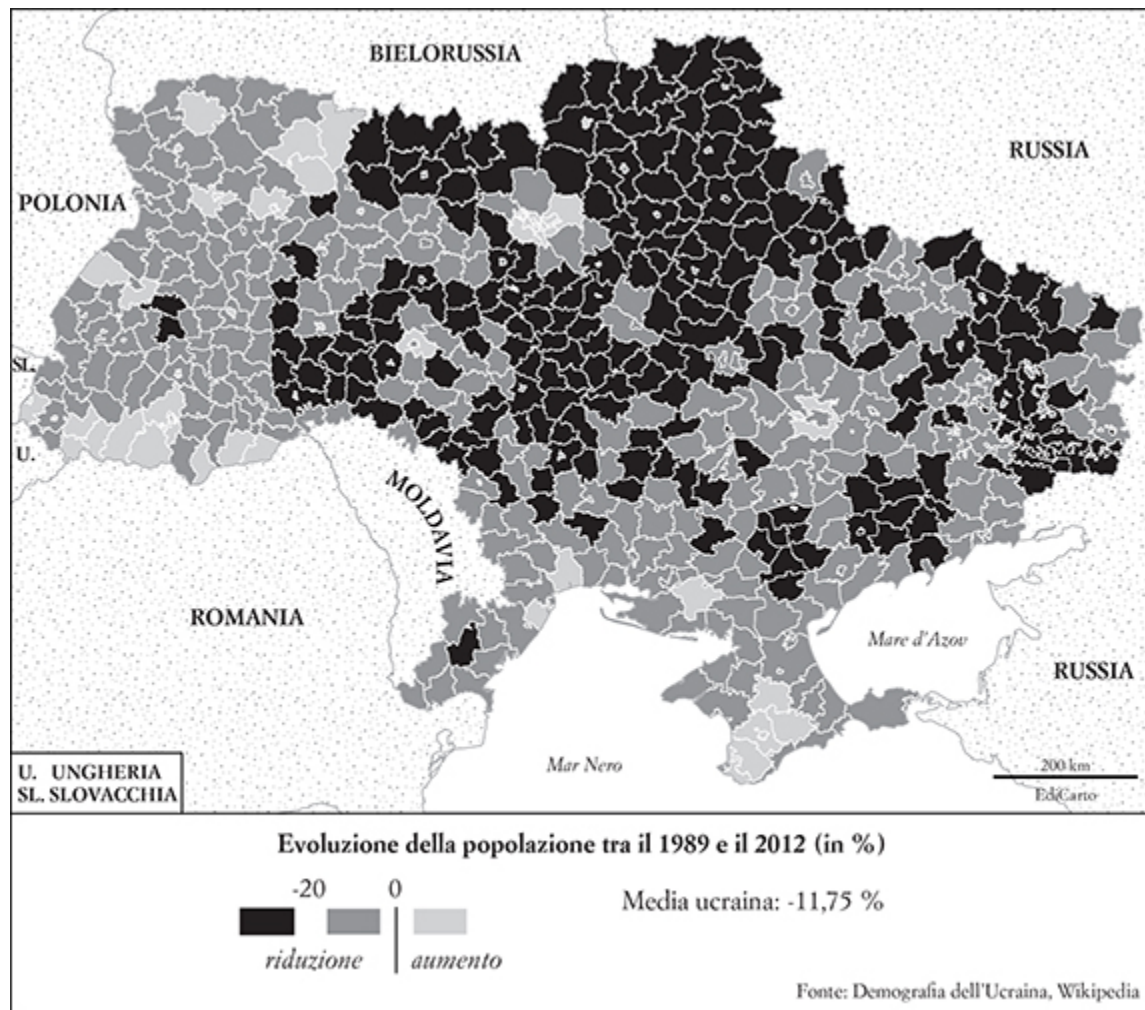 BIELORUSSIA
RUSSIA
POLONIA
SL.
U.
MOLDAVIA
ROMANIA
Mare d'Azov
RUSSIA
Mar Nero
200 km
EdiCarto
U. UNGHERIA
SL. SLOVACCHIA
Evoluzione della popolazione tra il 1989 e il 2012 (in %)
-20 0
Media ucraina: -11,75 %
riduzione aumento
Fonte: Demografia dell'Ucraina, Wikipedia